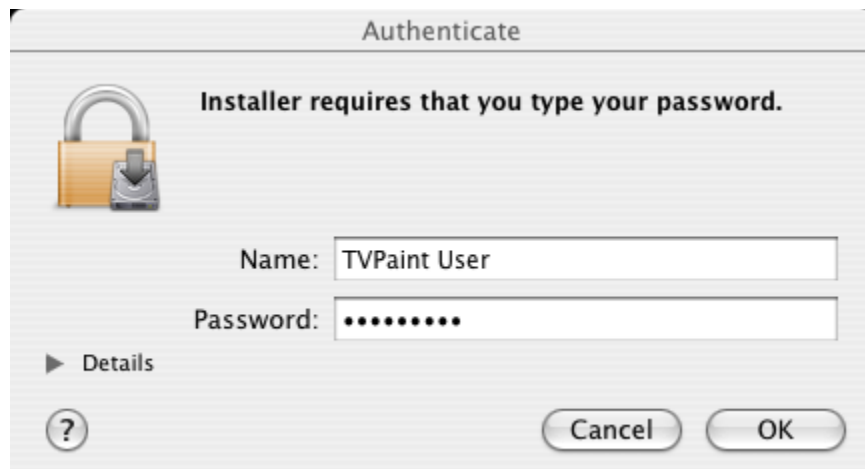 Authenticate
Installer requires that you type your password.
Name: TVPaint User
Password: •••••••••
Details
? Cancel OK